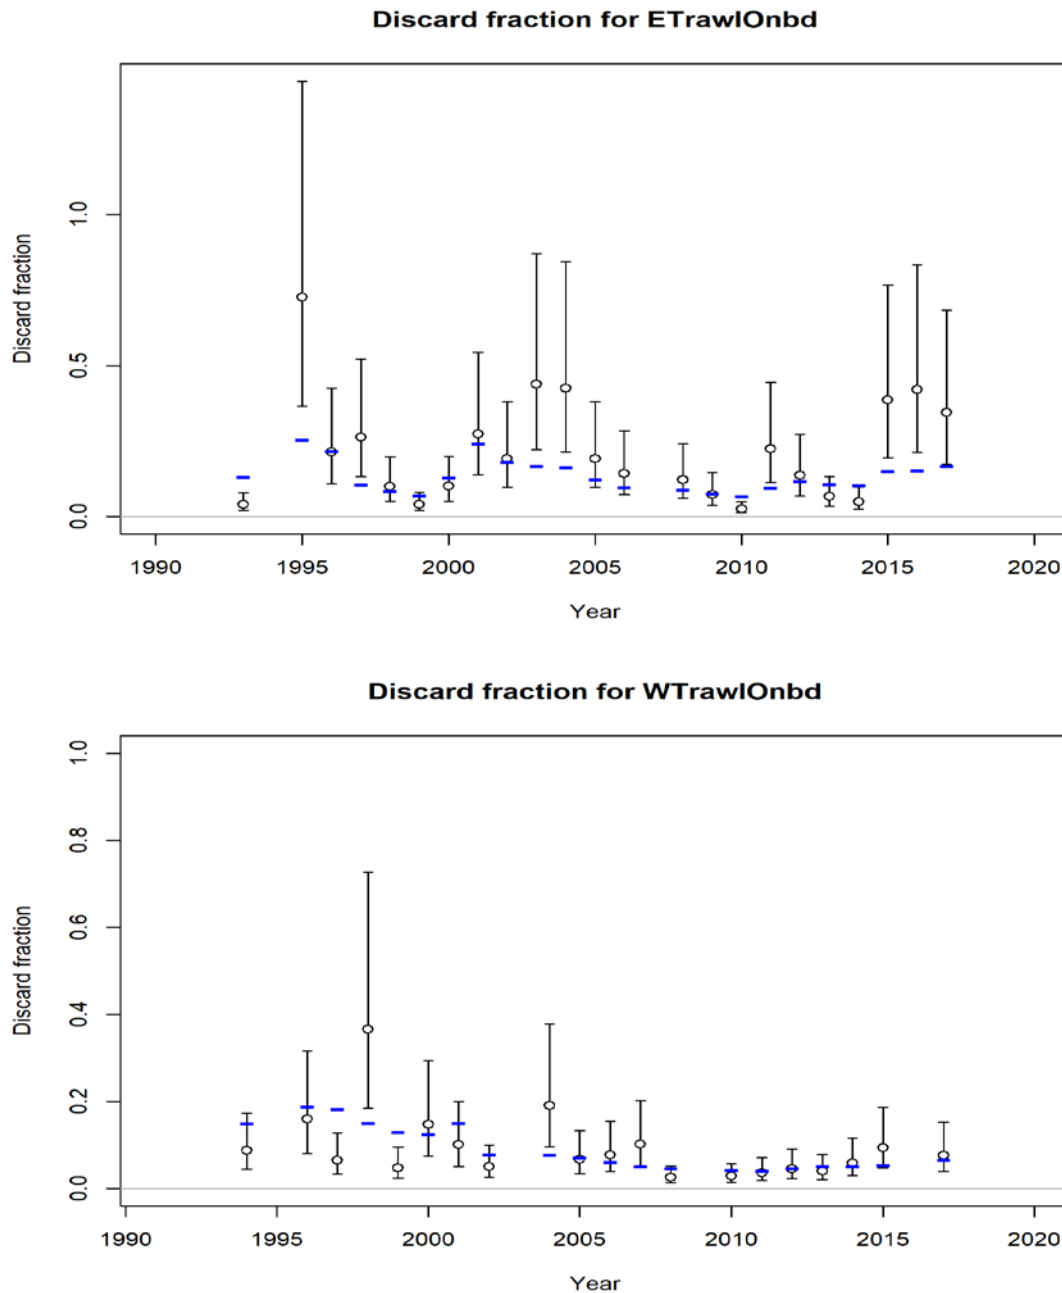 Discard fraction for ETrawlOnbd
Discard fraction
1.0
0.5
0.0
1990 1995 2000 2005 2010 2015 2020
Year
Discard fraction for WTrawlOnbd
Discard fraction
1.0
0.8
0.6
0.4
0.2
0.0
1990 1995 2000 2005 2010 2015 2020
Year